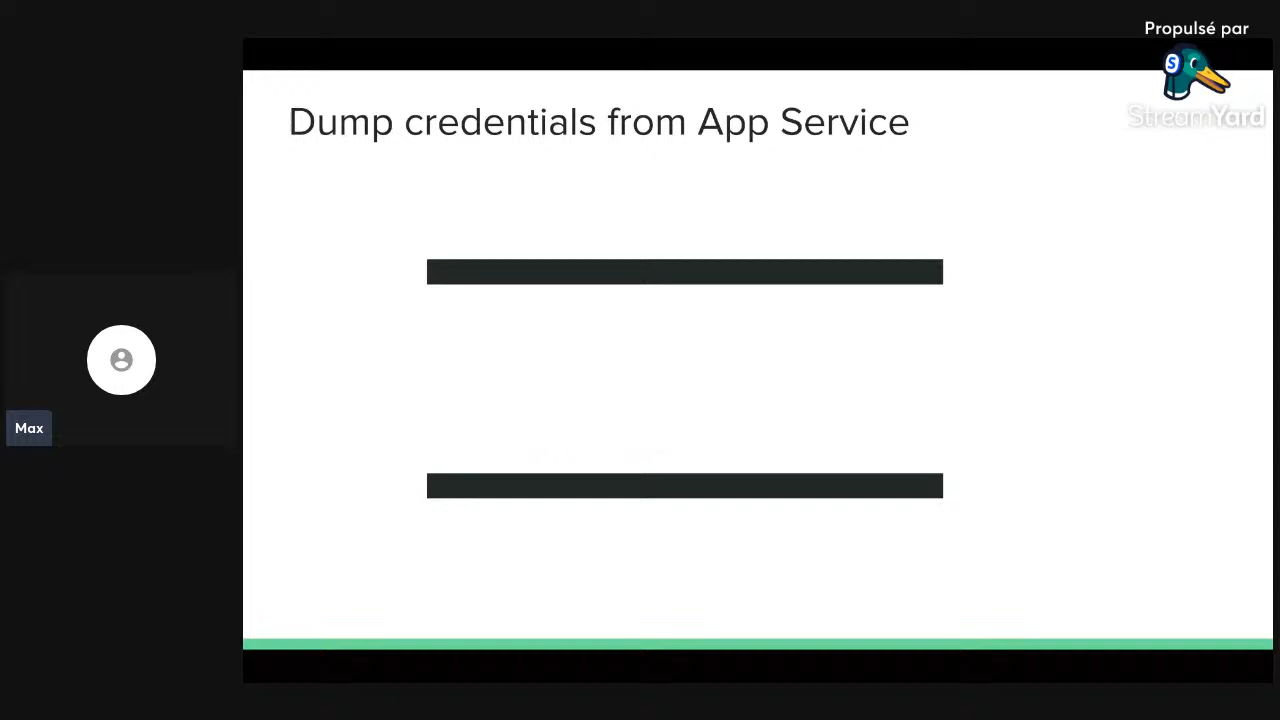 Propulsé par
S
StreamYard
Dump credentials from App Service
Max